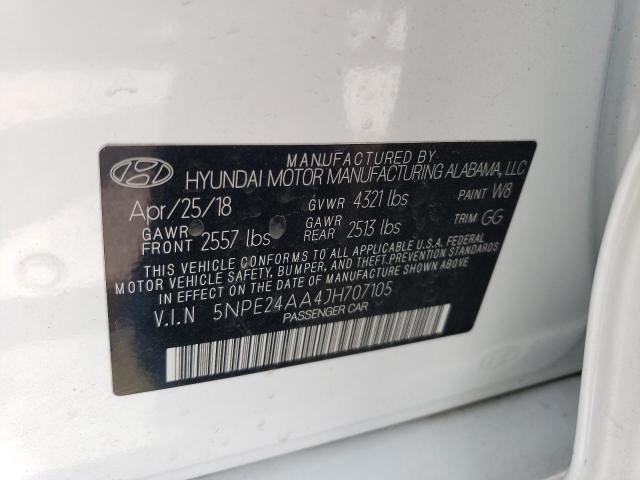 MANUFACTURED BY
HYUNDAI MOTOR MANUFACTURING ALABAMA, LLC
Apr/25/18 GVWR 4321 lbs PAINT W8
GAWR FRONT 2557 lbs GAWR REAR 2513 lbs TRIM GG
THIS VEHICLE CONFORMS TO ALL APPLICABLE U.S.A. FEDERAL
MOTOR VEHICLE SAFETY, BUMPER, AND THEFT PREVENTION STANDARDS
IN EFFECT ON THE DATE OF MANUFACTURE SHOWN ABOVE
V.I.N 5NPE24AA4JH707105
PASSENGER CAR